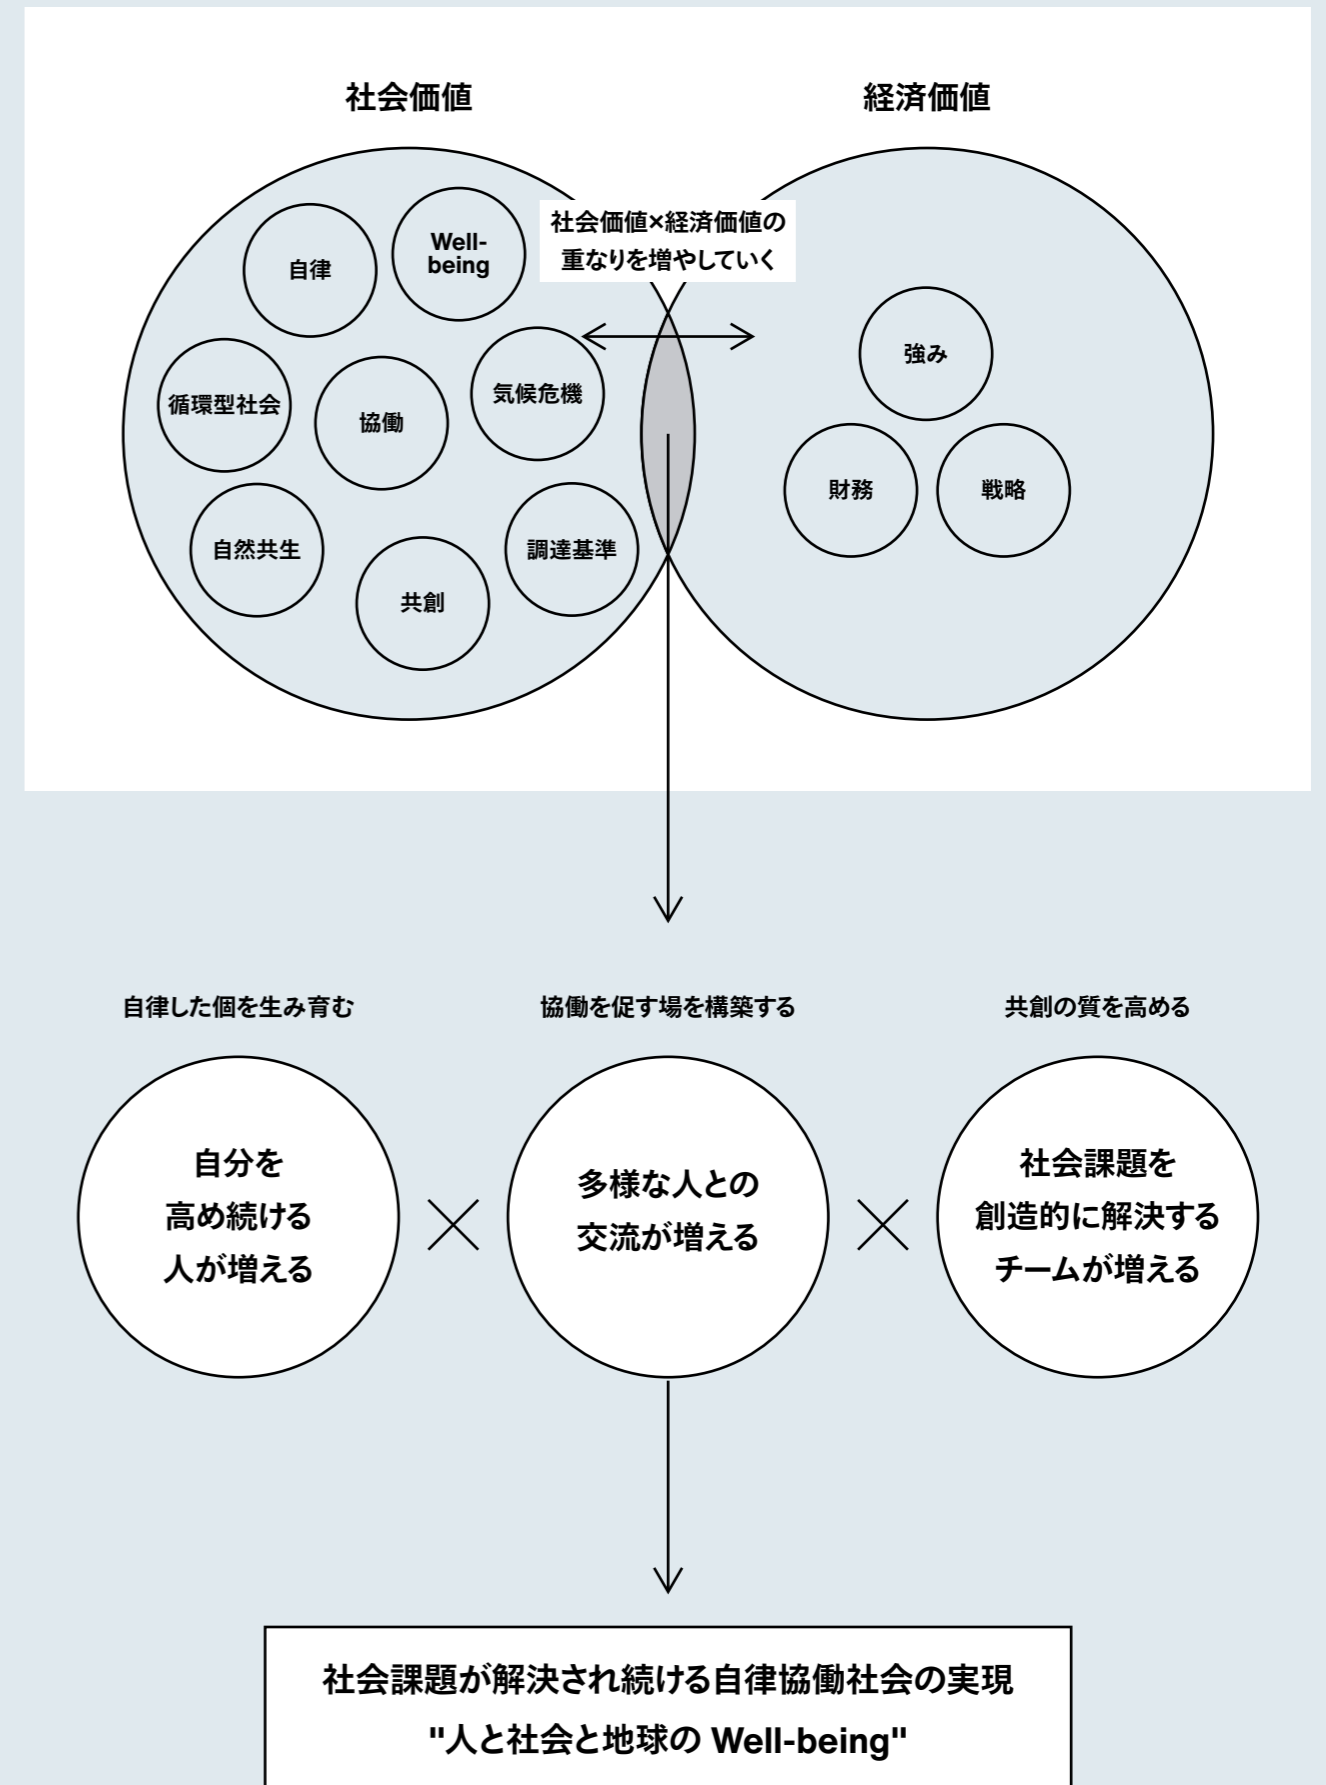 社会価値
経済価値
社会価値×経済価値の
重なりを増やしていく
自律
Well-
being
循環型社会
協働
気候危機
自然共生
共創
調達基準
強み
財務
戦略
自律した個を生み育む
自分を
高め続ける
人が増える
協働を促す場を構築する
多様な人との
交流が増える
共創の質を高める
社会課題を
創造的に解決する
チームが増える
社会課題が解決され続ける自律協働社会の実現
"人と社会と地球の Well-being"